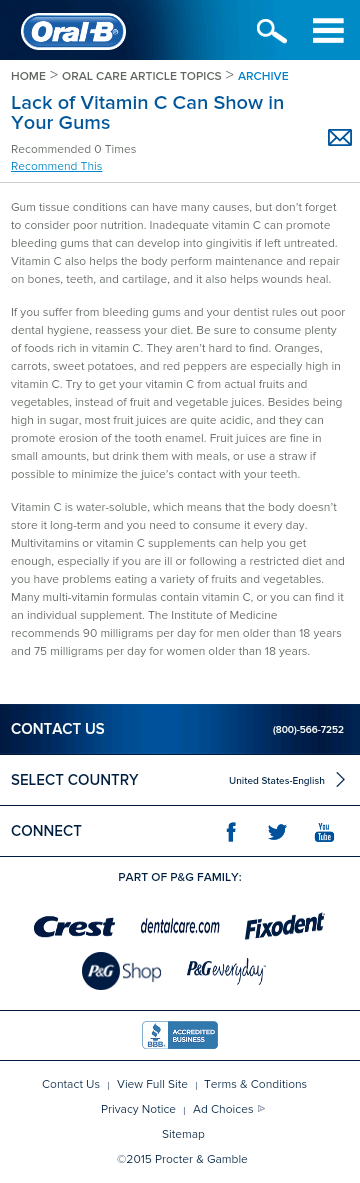 Oral-B®
HOME > ORAL CARE ARTICLE TOPICS > ARCHIVE
Lack of Vitamin C Can Show in
Your Gums
Recommended 0 Times
Recommend This
Gum tissue conditions can have many causes, but don’t forget
to consider poor nutrition. Inadequate vitamin C can promote
bleeding gums that can develop into gingivitis if left untreated.
Vitamin C also helps the body perform maintenance and repair
on bones, teeth, and cartilage, and it also helps wounds heal.
If you suffer from bleeding gums and your dentist rules out poor
dental hygiene, reassess your diet. Be sure to consume plenty
of foods rich in vitamin C. They aren’t hard to find. Oranges,
carrots, sweet potatoes, and red peppers are especially high in
vitamin C. Try to get your vitamin C from actual fruits and
vegetables, instead of fruit and vegetable juices. Besides being
high in sugar, most fruit juices are quite acidic, and they can
promote erosion of the tooth enamel. Fruit juices are fine in
small amounts, but drink them with meals, or use a straw if
possible to minimize the juice’s contact with your teeth.
Vitamin C is water-soluble, which means that the body doesn’t
store it long-term and you need to consume it every day.
Multivitamins or vitamin C supplements can help you get
enough, especially if you are ill or following a restricted diet and
you have problems eating a variety of fruits and vegetables.
Many multi-vitamin formulas contain vitamin C, or you can find it
an individual supplement. The Institute of Medicine
recommends 90 milligrams per day for men older than 18 years
and 75 milligrams per day for women older than 18 years.
CONTACT US (800)-566-7252
SELECT COUNTRY United States-English
CONNECT f You Tube
PART OF P&G FAMILY:
Crest dentalcare.com Fixodent
P&G Shop P&G everyday™
BBB. ACCREDITED BUSINESS
Contact Us | View Full Site | Terms & Conditions
Privacy Notice | Ad Choices
Sitemap
©2015 Procter & Gamble